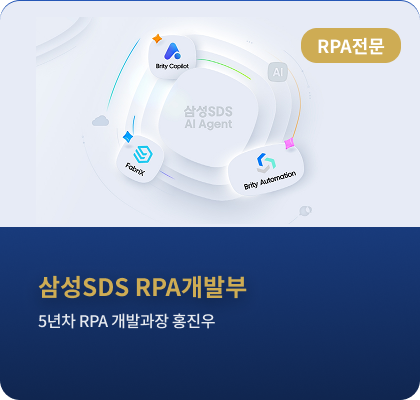 RPA전문
Brity Copilot
AI
삼성SDS
AI Agent
FabriX
Brity Automation
삼성SDS RPA개발부
5년차 RPA 개발과장 홍진우